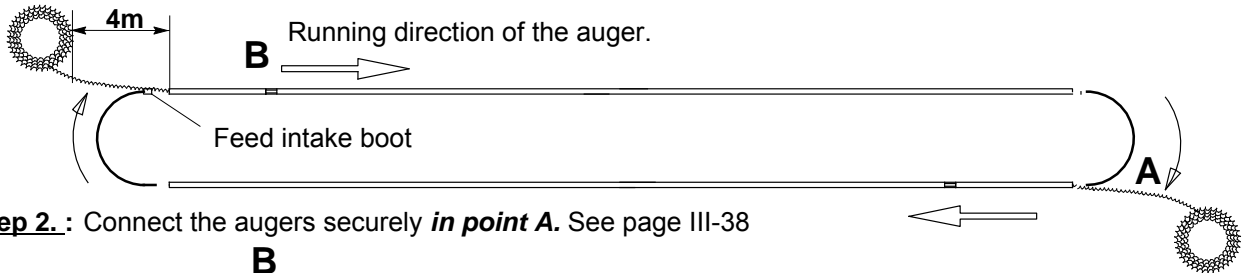 4m
Running direction of the auger.
B
Feed intake boot
A
ep 2. : Connect the augers securely in point A. See page III-38
B